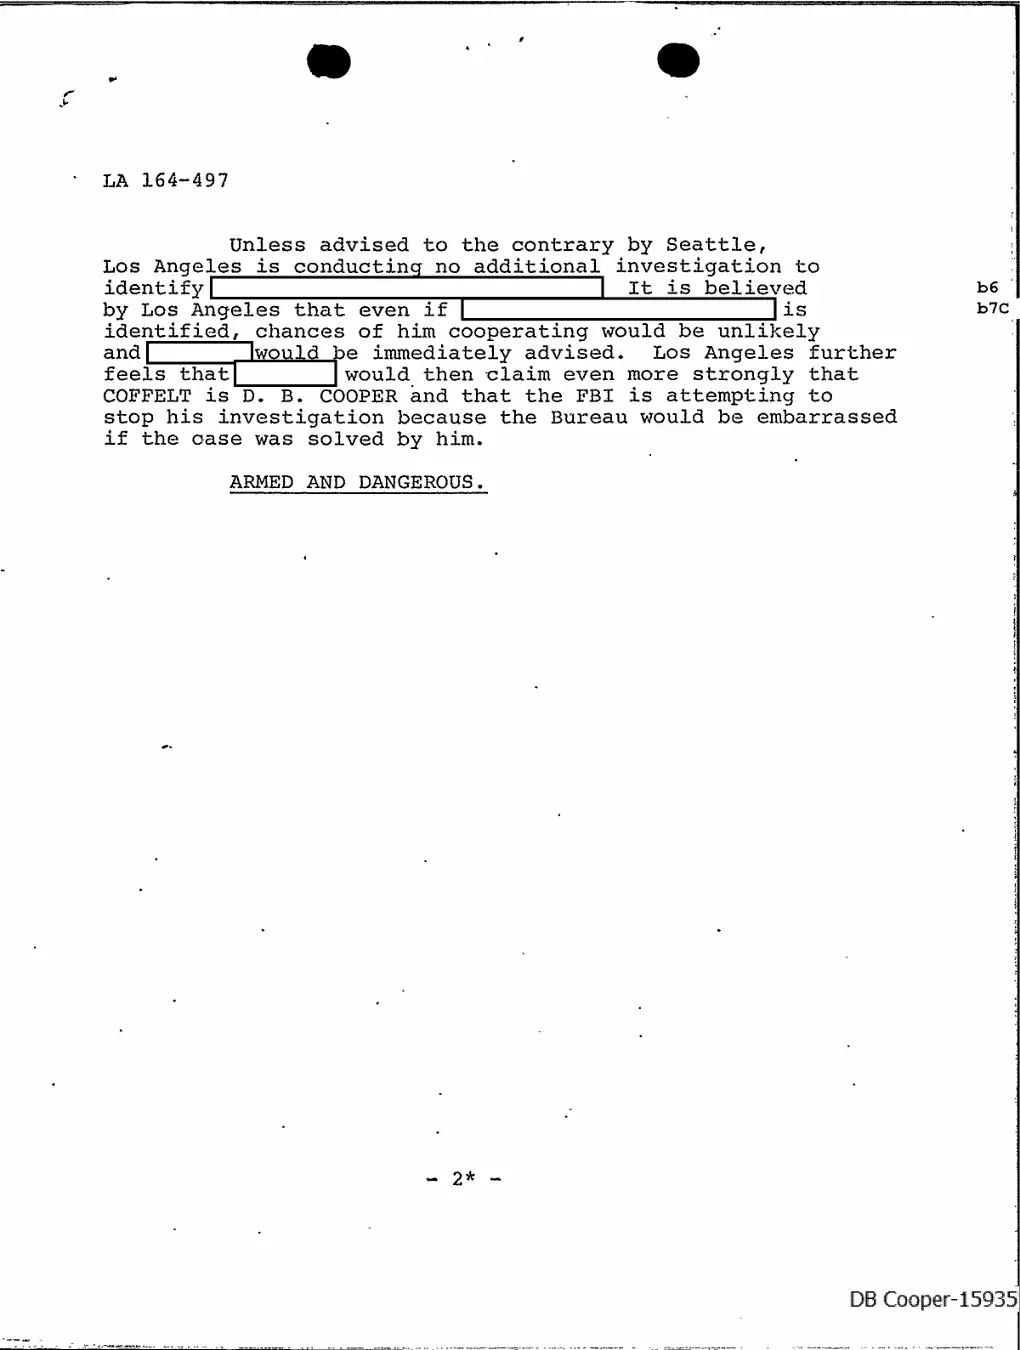 LA 164-497
Unless advised to the contrary by Seattle,
Los Angeles is conducting no additional investigation to
identify It is believed b6
by Los Angeles that even if is b7C
identified, chances of him cooperating would be unlikely
and would be immediately advised. Los Angeles further
feels that would then claim even more strongly that
COFFELT is D. B. COOPER and that the FBI is attempting to
stop his investigation because the Bureau would be embarrassed
if the case was solved by him.
ARMED AND DANGEROUS.
- 2* -
DB Cooper-15935